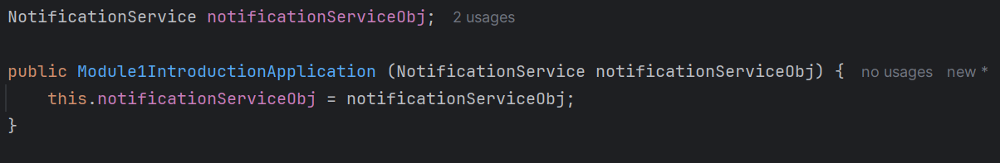 NotificationService notificationServiceObj; 2 usages
public Module1IntroductionApplication (NotificationService notificationServiceObj) { no usages new *
this.notificationServiceObj = notificationServiceObj;
}